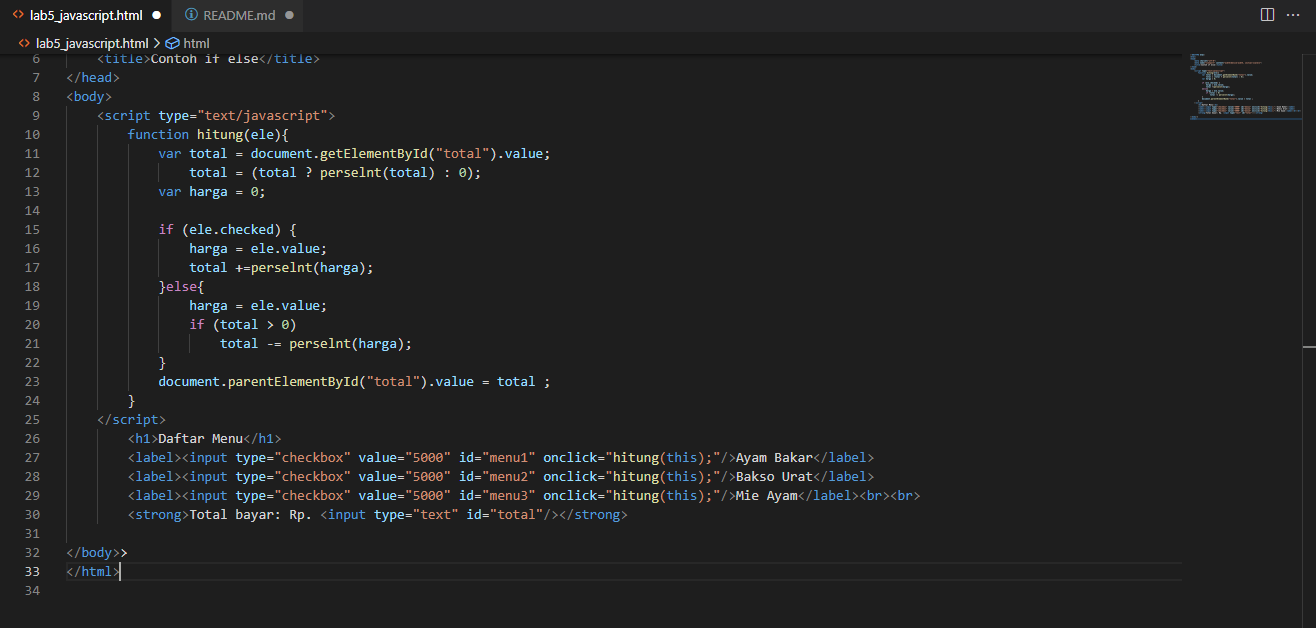 lab5_javascript.html ● README.md ●
lab5_javascript.html > html
6 <title>Contoh if else</title>
7 </head>
8 <body>
9 <script type="text/javascript">
10 function hitung(ele){
11 var total = document.getElementById("total").value;
12 total = (total ? perselnt(total) : 0);
13 var harga = 0;
14
15 if (ele.checked) {
16 harga = ele.value;
17 total +=perselnt(harga);
18 }else{
19 harga = ele.value;
20 if (total > 0)
21 total -= perselnt(harga);
22 }
23 document.parentElementById("total").value = total ;
24 }
25 </script>
26 <h1>Daftar Menu</h1>
27 <label><input type="checkbox" value="5000" id="menu1" onclick="hitung(this);"/>Ayam Bakar</label>
28 <label><input type="checkbox" value="5000" id="menu2" onclick="hitung(this);"/>Bakso Urat</label>
29 <label><input type="checkbox" value="5000" id="menu3" onclick="hitung(this);"/>Mie Ayam</label><br><br>
30 <strong>Total bayar: Rp. <input type="text" id="total"/></strong>
31
32 </body>>
33 </html>
34